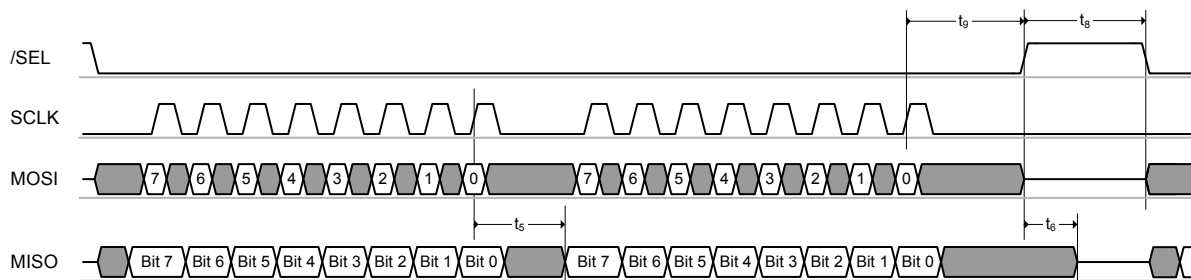 t9 t8
/SEL
SCLK
MOSI 7 6 5 4 3 2 1 0 7 6 5 4 3 2 1 0
t5 t6
MISO Bit 7 Bit 6 Bit 5 Bit 4 Bit 3 Bit 2 Bit 1 Bit 0 Bit 7 Bit 6 Bit 5 Bit 4 Bit 3 Bit 2 Bit 1 Bit 0